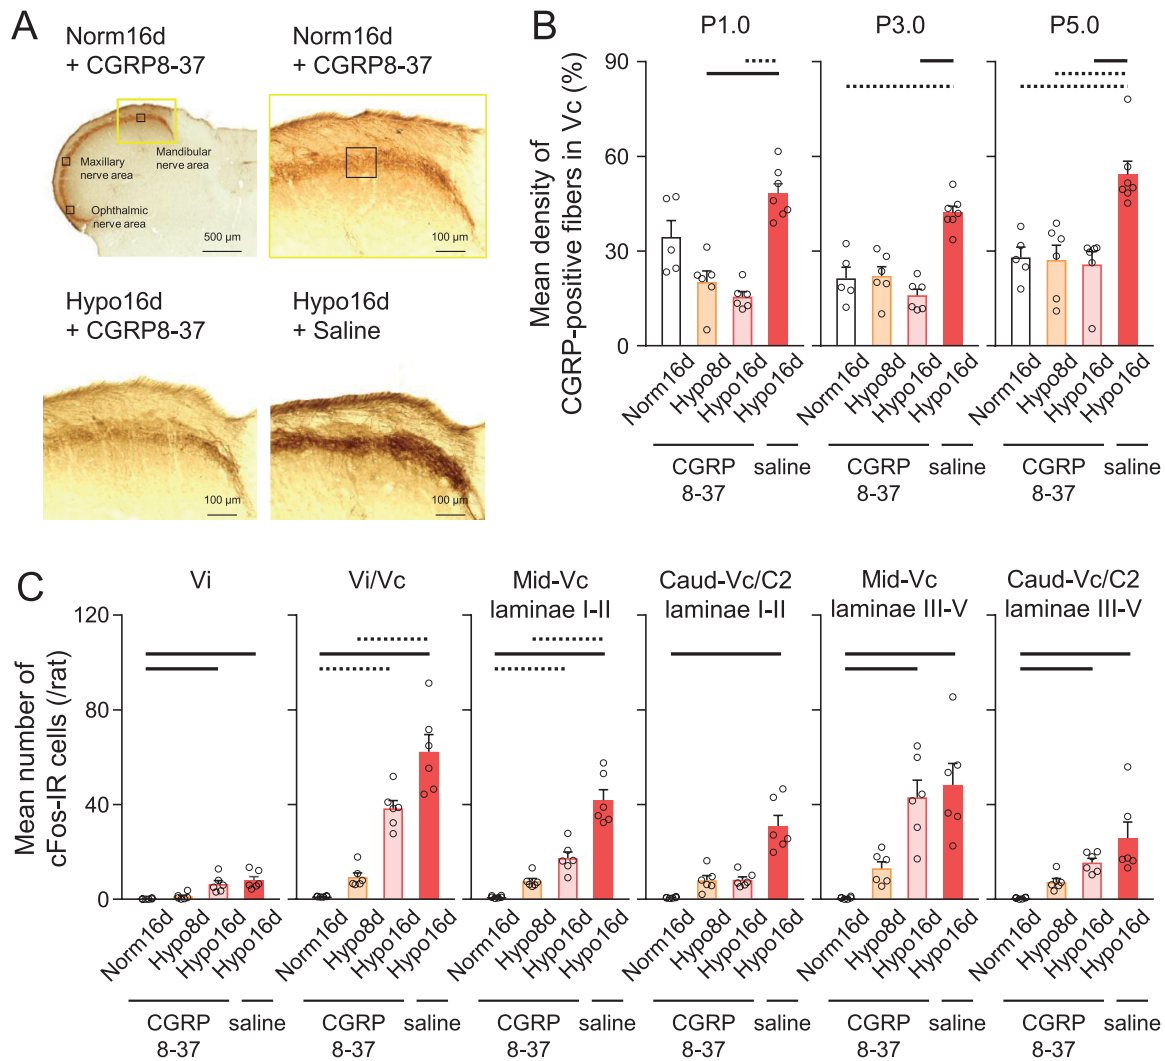 A
Norm16d
+ CGRP8-37
Norm16d
+ CGRP8-37
Maxillary
nerve area
Mandibular
nerve area
Ophthalmic
nerve area
500 µm
100 µm
Hypo16d
+ CGRP8-37
Hypo16d
+ Saline
100 µm
100 µm
B
P1.0
P3.0
P5.0
Mean density of
CGRP-positive fibers in Vc (%)
90
60
30
0
Norm16d
Hypo8d
Hypo16d
Hypo16d
Norm16d
Hypo8d
Hypo16d
Hypo16d
Norm16d
Hypo8d
Hypo16d
Hypo16d
CGRP
8-37
saline
CGRP
8-37
saline
CGRP
8-37
saline
C
Vi
Vi/Vc
Mid-Vc
laminae I-II
Caud-Vc/C2
laminae I-II
Mid-Vc
laminae III-V
Caud-Vc/C2
laminae III-V
Mean number of
cFos-IR cells (/rat)
120
80
40
0
Norm16d
Hypo8d
Hypo16d
Hypo16d
Norm16d
Hypo8d
Hypo16d
Hypo16d
Norm16d
Hypo8d
Hypo16d
Hypo16d
Norm16d
Hypo8d
Hypo16d
Hypo16d
Norm16d
Hypo8d
Hypo16d
Hypo16d
Norm16d
Hypo8d
Hypo16d
Hypo16d
CGRP
8-37
saline
CGRP
8-37
saline
CGRP
8-37
saline
CGRP
8-37
saline
CGRP
8-37
saline
CGRP
8-37
saline